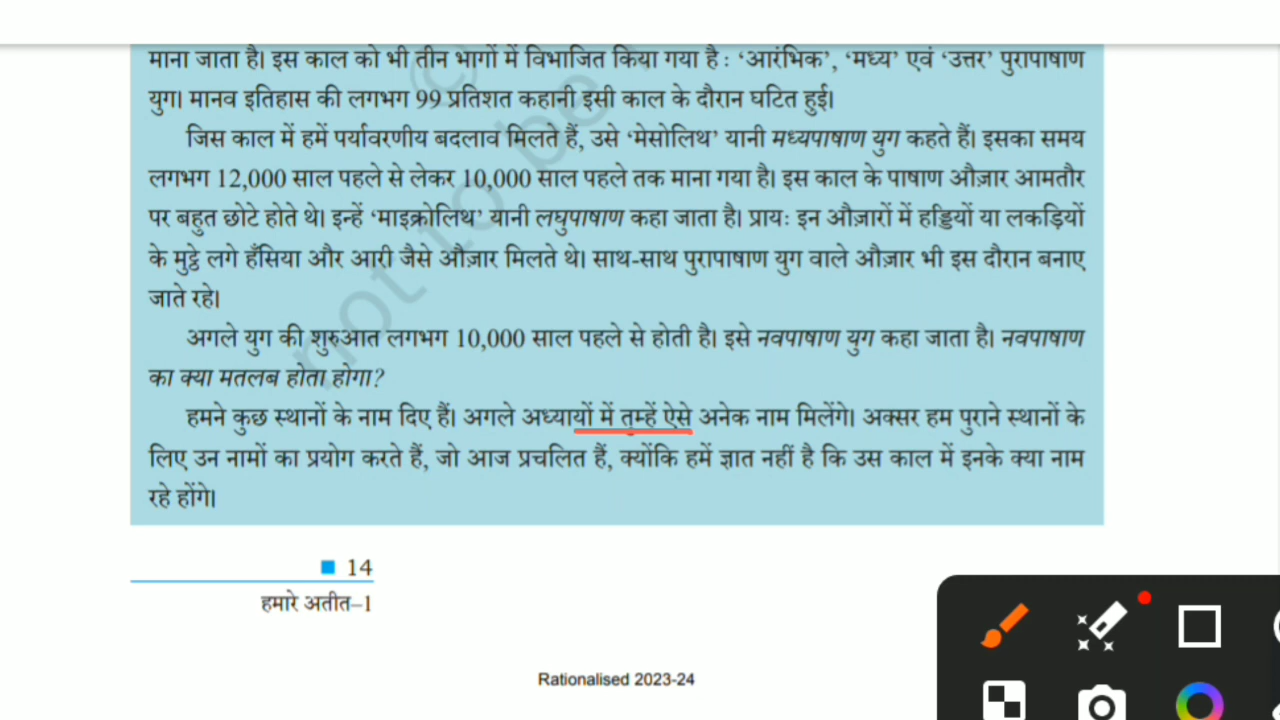 माना जाता है। इस काल को भी तीन भागों में विभाजित किया गया है : ‘आरंभिक’, ‘मध्य’ एवं ‘उत्तर’ पुरापाषाण
युग। मानव इतिहास की लगभग 99 प्रतिशत कहानी इसी काल के दौरान घटित हुई।
जिस काल में हमें पर्यावरणीय बदलाव मिलते हैं, उसे ‘मेसोलिथ’ यानी मध्यपाषाण युग कहते हैं। इसका समय
लगभग 12,000 साल पहले से लेकर 10,000 साल पहले तक माना गया है। इस काल के पाषाण औज़ार आमतौर
पर बहुत छोटे होते थे। इन्हें ‘माइक्रोलिथ’ यानी लघुपाषाण कहा जाता है। प्रायः इन औज़ारों में हड्डियों या लकड़ियों
के मुट्ठे लगे हँसिया और आरी जैसे औज़ार मिलते थे। साथ-साथ पुरापाषाण युग वाले औज़ार भी इस दौरान बनाए
जाते रहे।
अगले युग की शुरुआत लगभग 10,000 साल पहले से होती है। इसे नवपाषाण युग कहा जाता है। नवपाषाण
का क्या मतलब होता होगा?
हमने कुछ स्थानों के नाम दिए हैं। अगले अध्यायों में तुम्हें ऐसे अनेक नाम मिलेंगे। अक्सर हम पुराने स्थानों के
लिए उन नामों का प्रयोग करते हैं, जो आज प्रचलित हैं, क्योंकि हमें ज्ञात नहीं है कि उस काल में इनके क्या नाम
रहे होंगे।
14
हमारे अतीत–1
Rationalised 2023-24
©
not to be